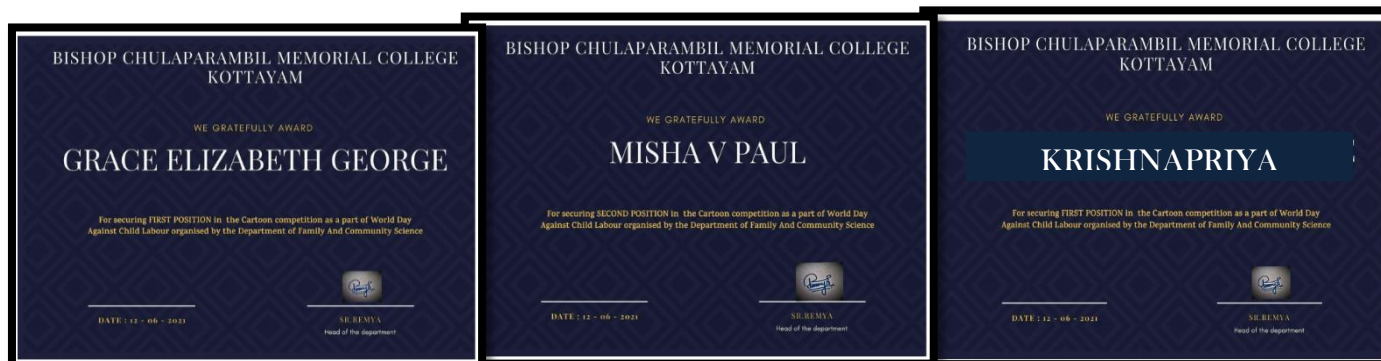 BISHOP CHULAPARAMBIL MEMORIAL COLLEGE
KOTTAYAM
WE GRATEFULLY AWARD
GRACE ELIZABETH GEORGE
For securing FIRST POSITION in the Cartoon competition as a part of World Day
Against Child Labour organised by the Department of Family And Community Science
DATE : 12 - 06 - 2021
SR.REMYA
Head of the department
BISHOP CHULAPARAMBIL MEMORIAL COLLEGE
KOTTAYAM
WE GRATEFULLY AWARD
MISHA V PAUL
For securing SECOND POSITION in the Cartoon competition as a part of World Day
Against Child Labour organised by the Department of Family And Community Science
DATE : 12 - 06 - 2021
SR.REMYA
Head of the department
BISHOP CHULAPARAMBIL MEMORIAL COLLEGE
KOTTAYAM
WE GRATEFULLY AWARD
KRISHNAPRIYA
For securing FIRST POSITION in the Cartoon competition as a part of World Day
Against Child Labour organised by the Department of Family And Community Science
DATE : 12 - 06 - 2021
SR.REMYA
Head of the department